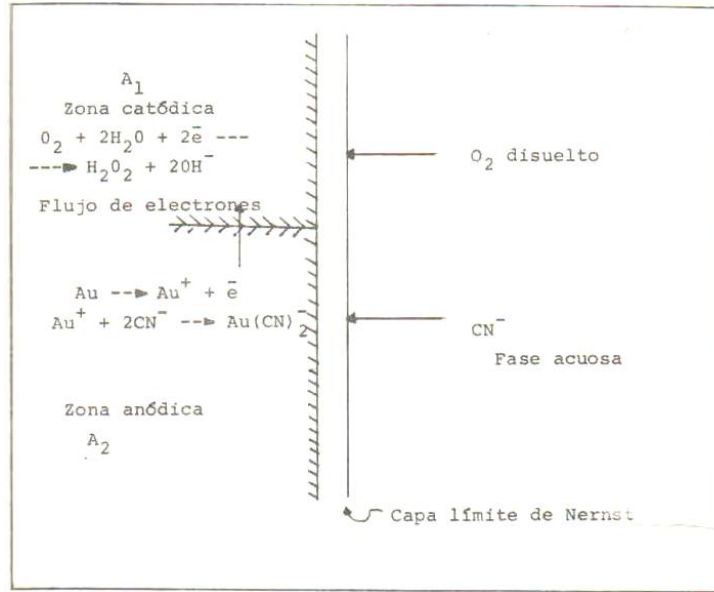 A₁
Zona catódica
O₂ + 2H₂O + 2e̅ ---
---► H₂O₂ + 2OH⁻
Flujo de electrones
O₂ disuelto
Au --► Au⁺ + e̅
Au⁺ + 2CN⁻ --► Au(CN)₂⁻
CN⁻
Fase acuosa
Zona anódica
A₂
Capa límite de Nernst